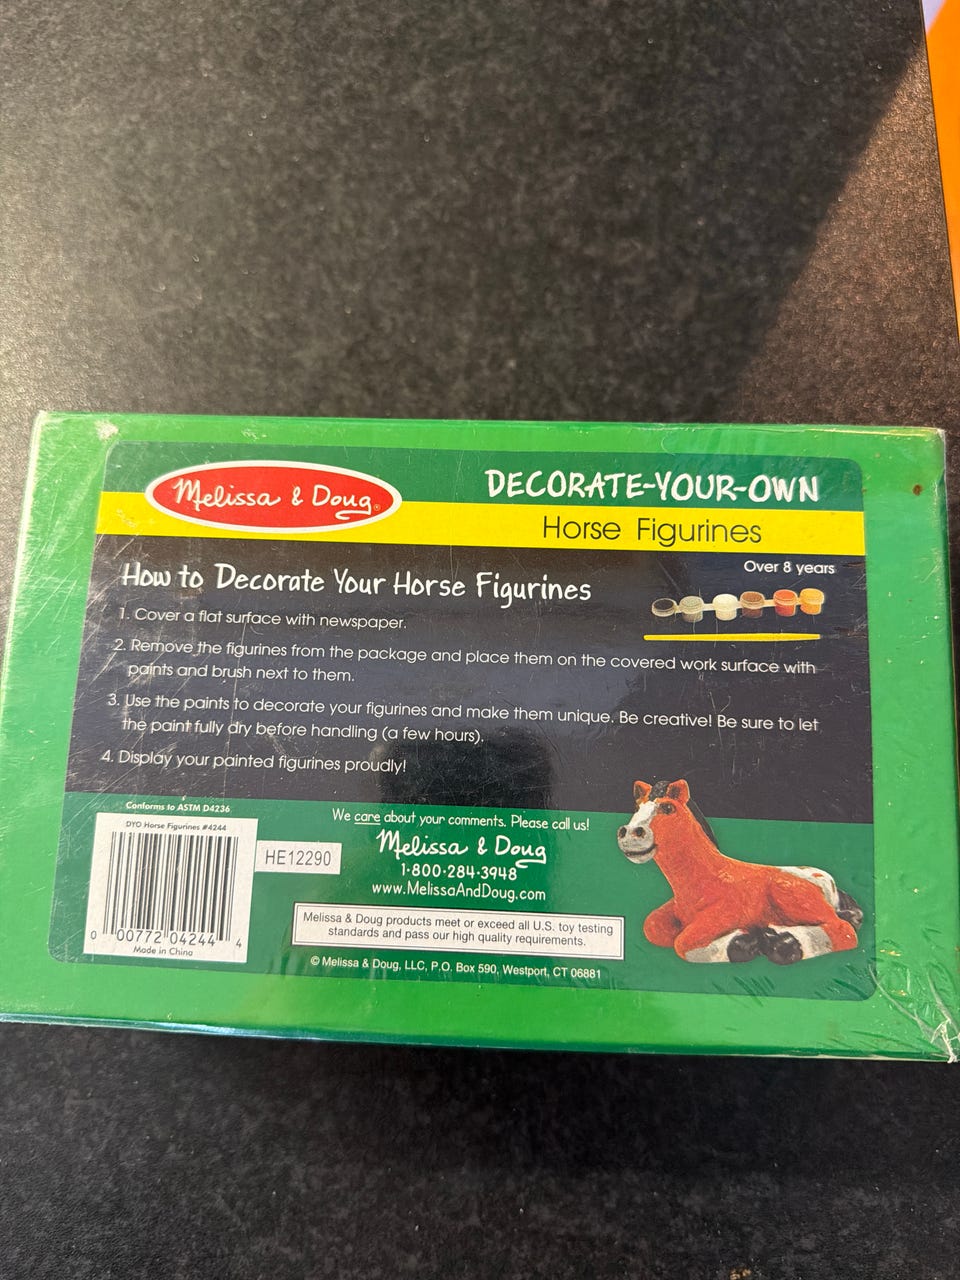 Melissa & Doug®
DECORATE-YOUR-OWN
Horse Figurines
Over 8 years
How to Decorate Your Horse Figurines
1. Cover a flat surface with newspaper.
2. Remove the figurines from the package and place them on the covered work surface with
paints and brush next to them.
3. Use the paints to decorate your figurines and make them unique. Be creative! Be sure to let
the paint fully dry before handling (a few hours).
4. Display your painted figurines proudly!
Conforms to ASTM D4236
DYO Horse Figurines #4244
0 00772 04244 4
Made in China
HE12290
We care about your comments. Please call us!
Melissa & Doug
1-800-284-3948
www.MelissaAndDoug.com
Melissa & Doug products meet or exceed all U.S. toy testing
standards and pass our high quality requirements.
© Melissa & Doug, LLC, P.O. Box 590, Westport, CT 06881